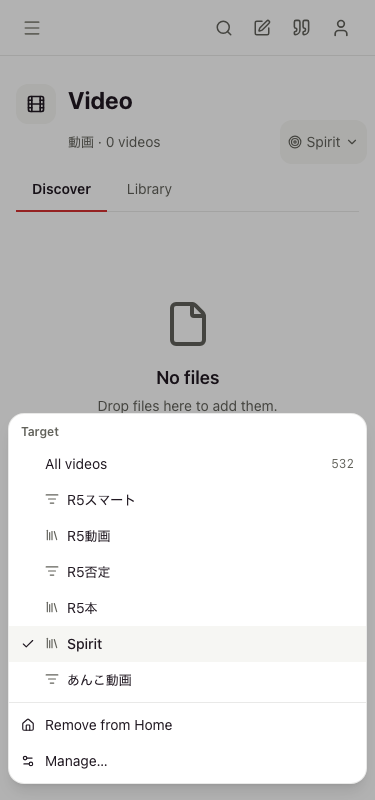 Video
動画 · 0 videos
Spirit
Discover
Library
No files
Drop files here to add them.
Target
All videos
532
R5スマート
R5動画
R5否定
R5本
Spirit
あんこ動画
Remove from Home
Manage...